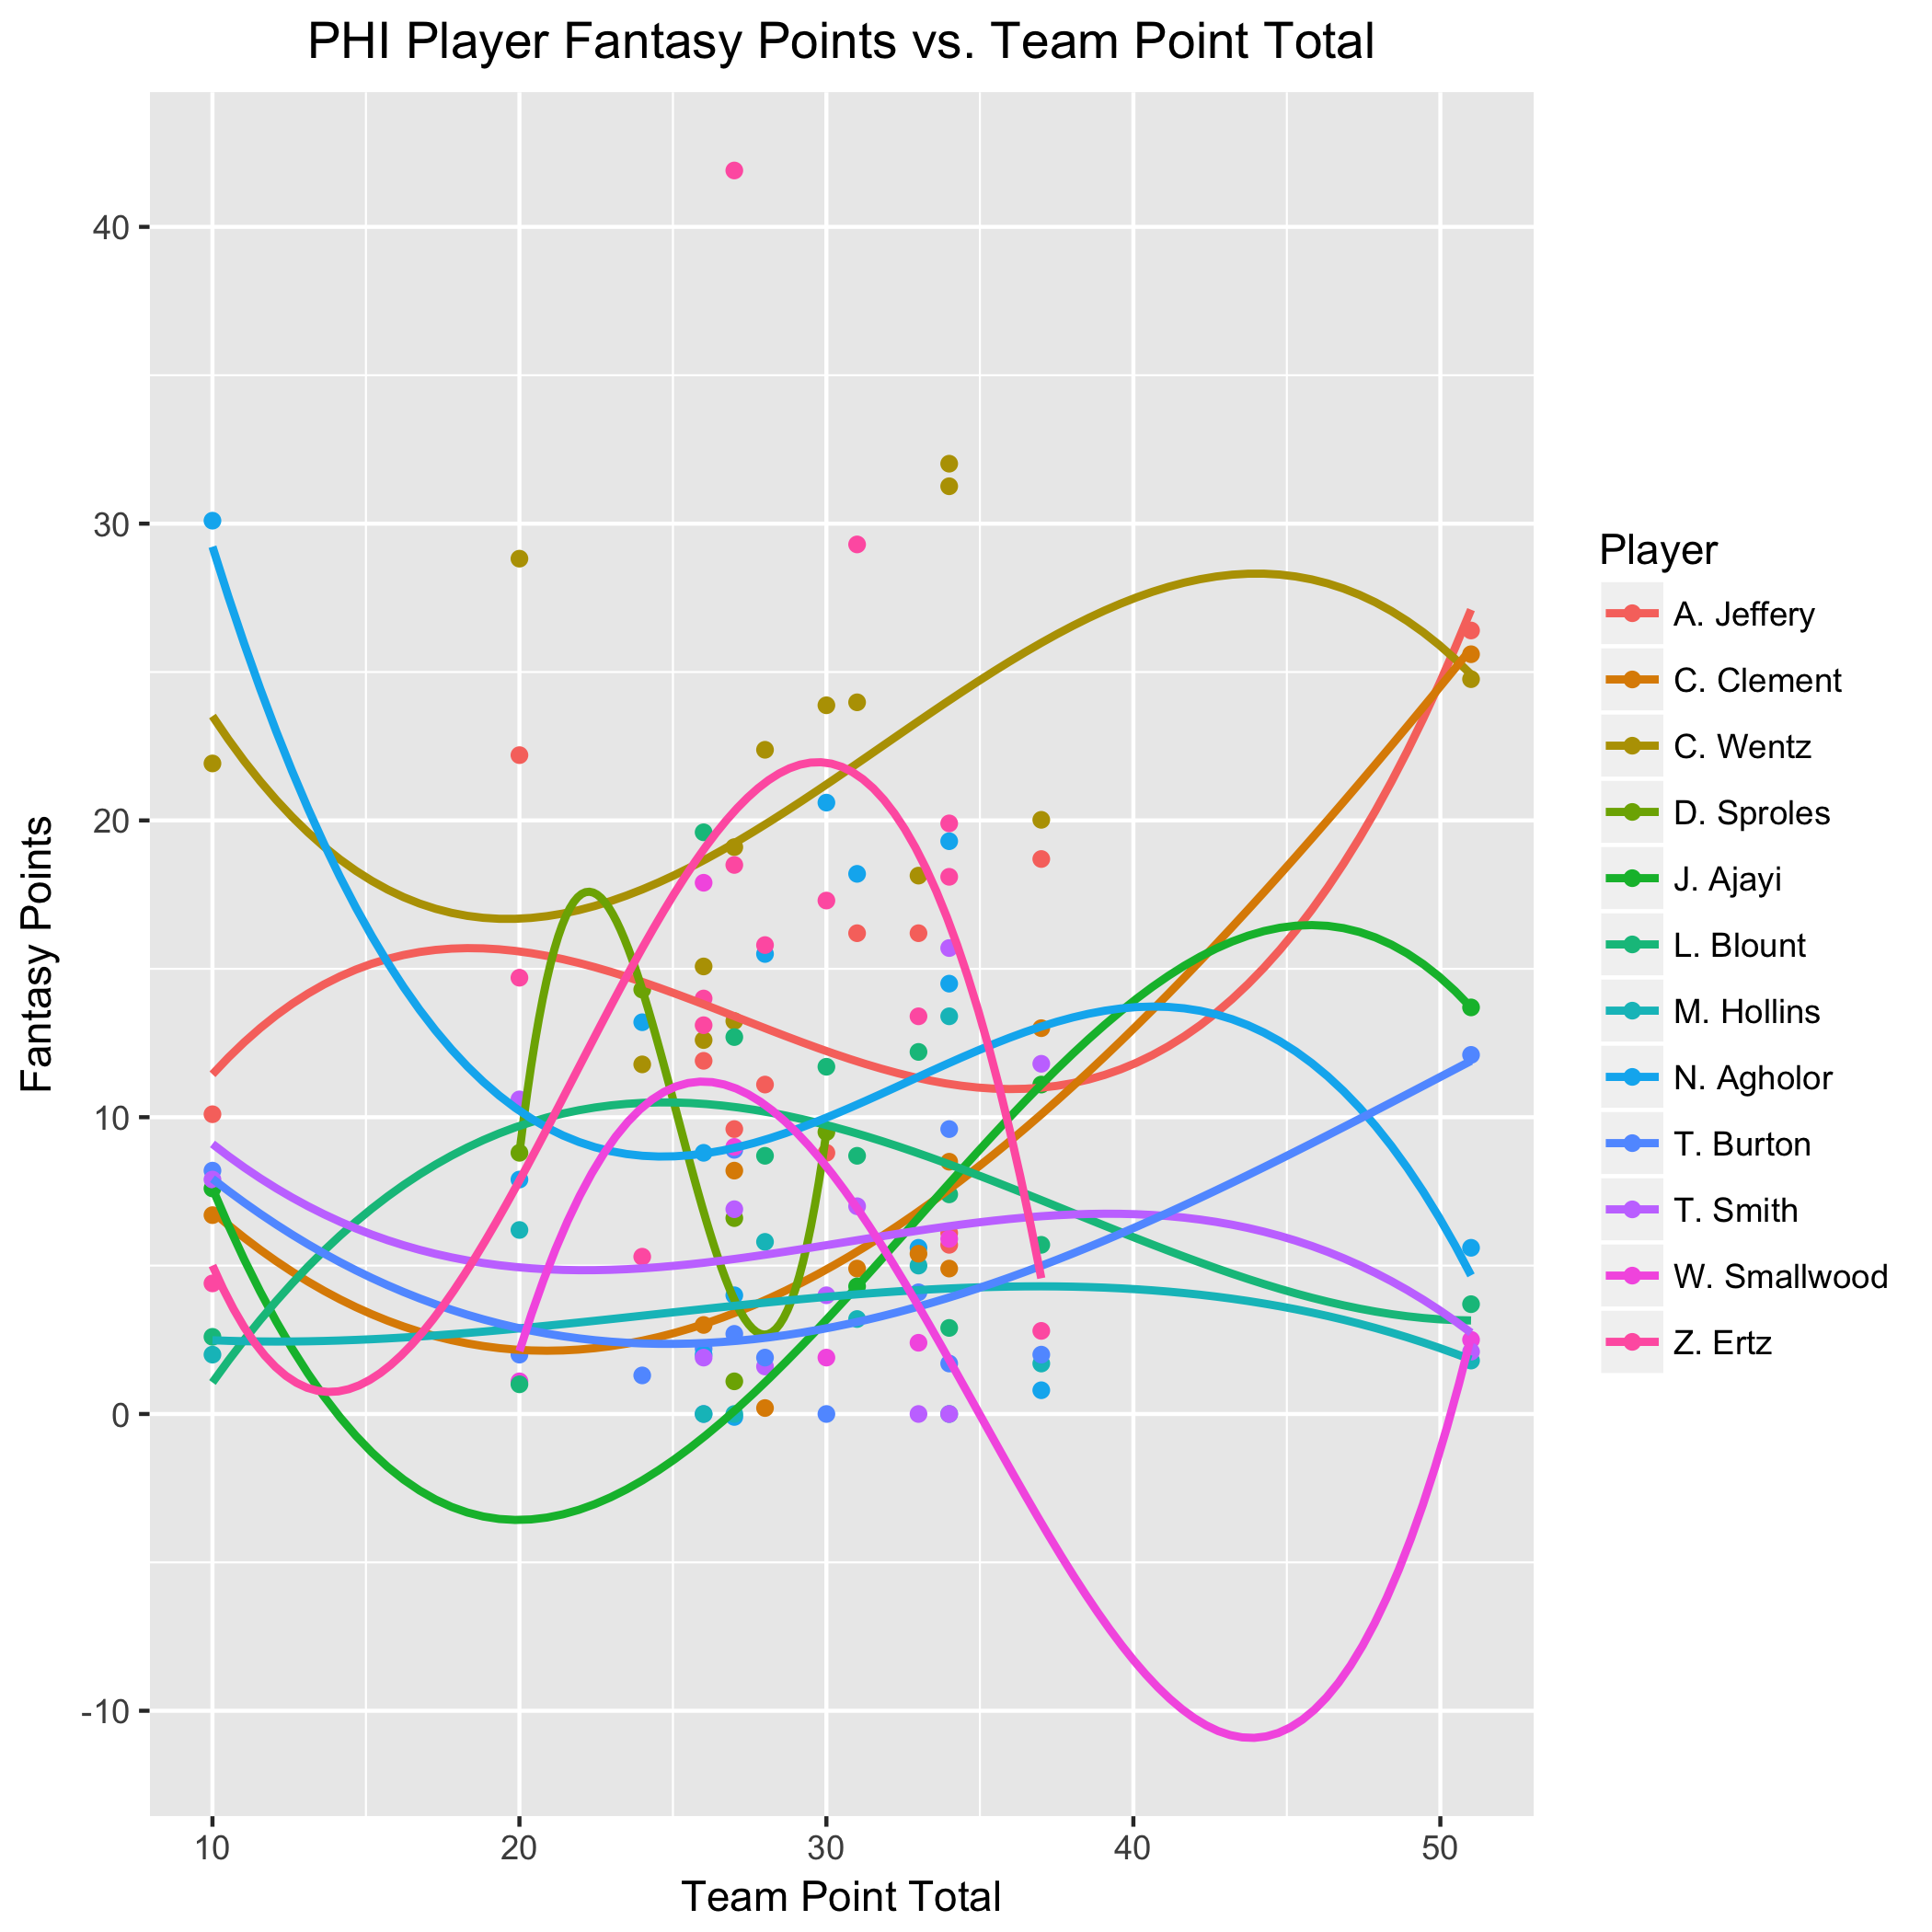 PHI Player Fantasy Points vs. Team Point Total
40
30
20
10
0
-10
Fantasy Points
10 20 30 40 50
Team Point Total
Player
A. Jeffery
C. Clement
C. Wentz
D. Sproles
J. Ajayi
L. Blount
M. Hollins
N. Agholor
T. Burton
T. Smith
W. Smallwood
Z. Ertz